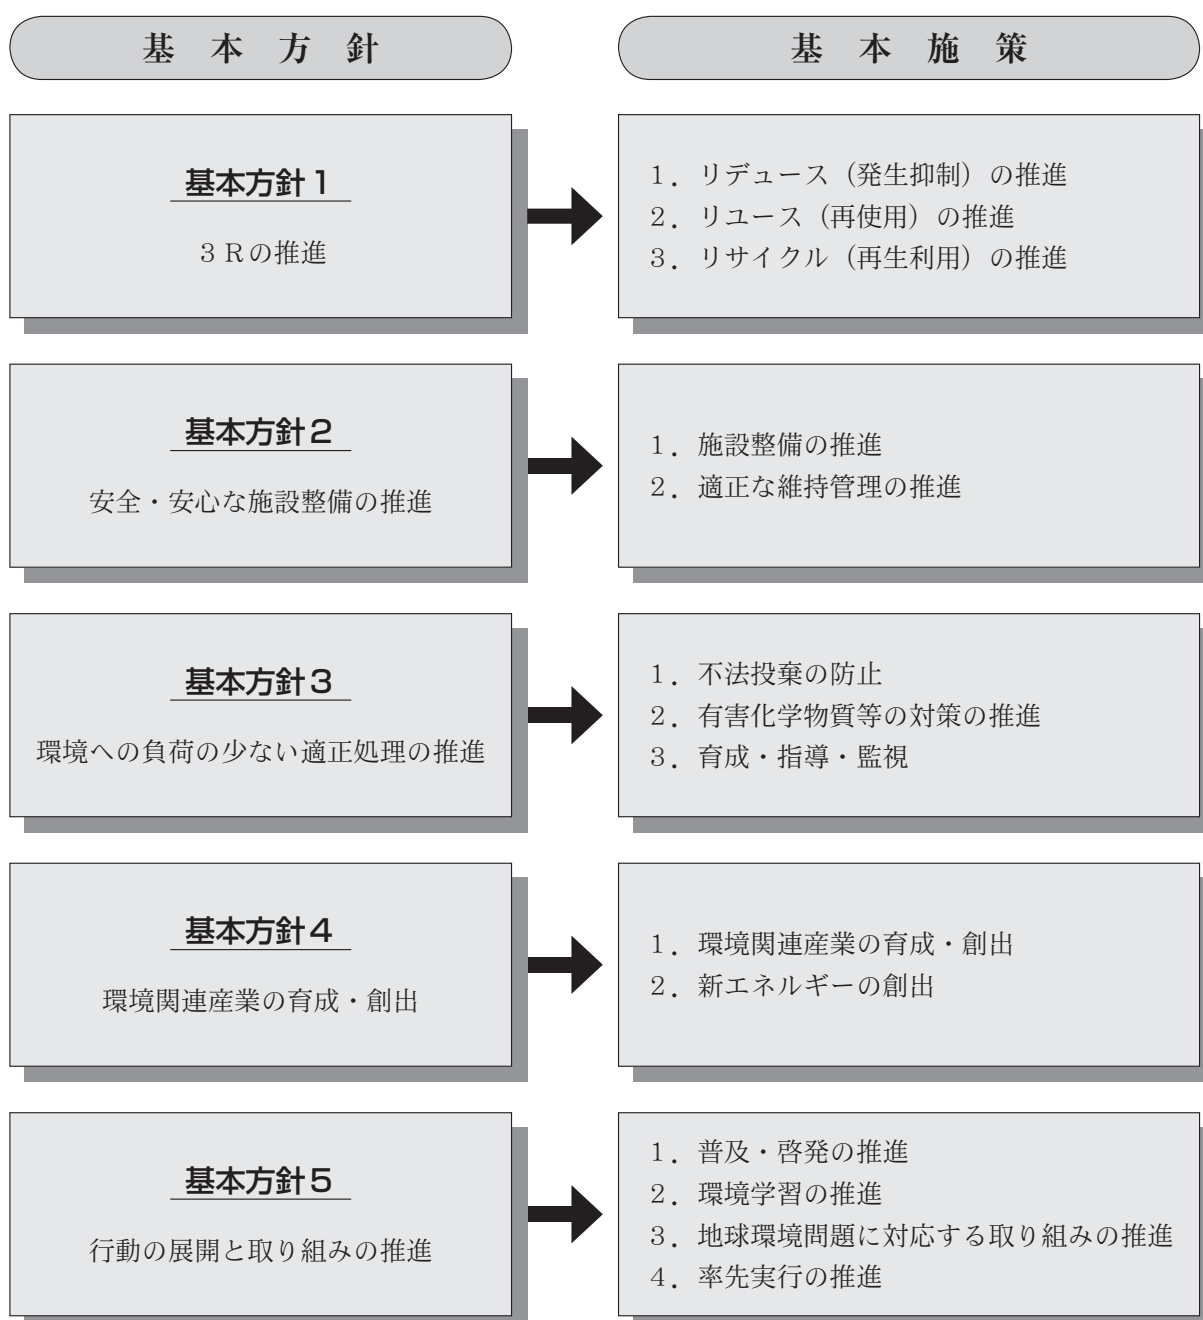 基本方針
基本施策
基本方針1
3Rの推進
1．リデュース（発生抑制）の推進
2．リユース（再使用）の推進
3．リサイクル（再生利用）の推進
基本方針2
安全・安心な施設整備の推進
1．施設整備の推進
2．適正な維持管理の推進
基本方針3
環境への負荷の少ない適正処理の推進
1．不法投棄の防止
2．有害化学物質等の対策の推進
3．育成・指導・監視
基本方針4
環境関連産業の育成・創出
1．環境関連産業の育成・創出
2．新エネルギーの創出
基本方針5
行動の展開と取り組みの推進
1．普及・啓発の推進
2．環境学習の推進
3．地球環境問題に対応する取り組みの推進
4．率先実行の推進